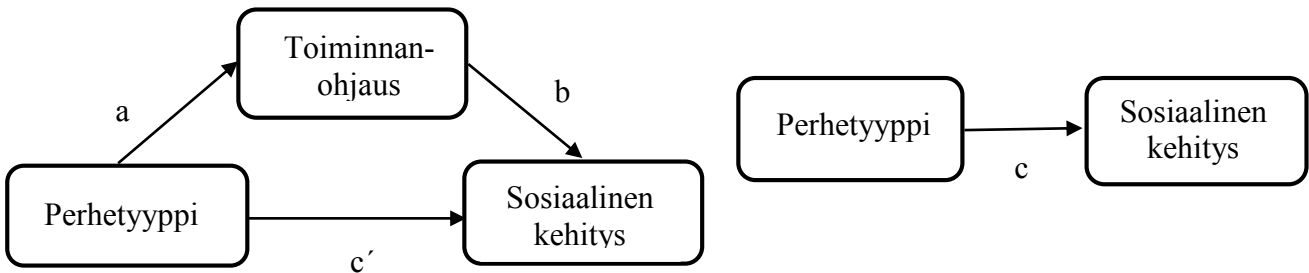 Toiminnan-
ohjaus
a
b
Perhetyyppi
Sosiaalinen
kehitys
c´
Perhetyyppi
Sosiaalinen
kehitys
c